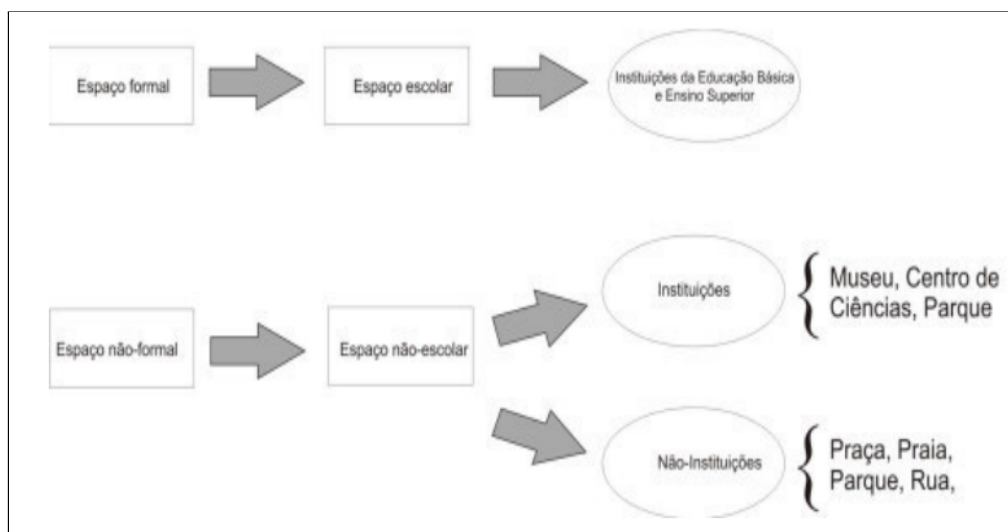 Espaço formal
Espaço escolar
Instituições da Educação Básica
e Ensino Superior
Espaço não-formal
Espaço não-escolar
Instituições
Museu, Centro de
Ciências, Parque
Não-Instituições
Praça, Praia,
Parque, Rua,